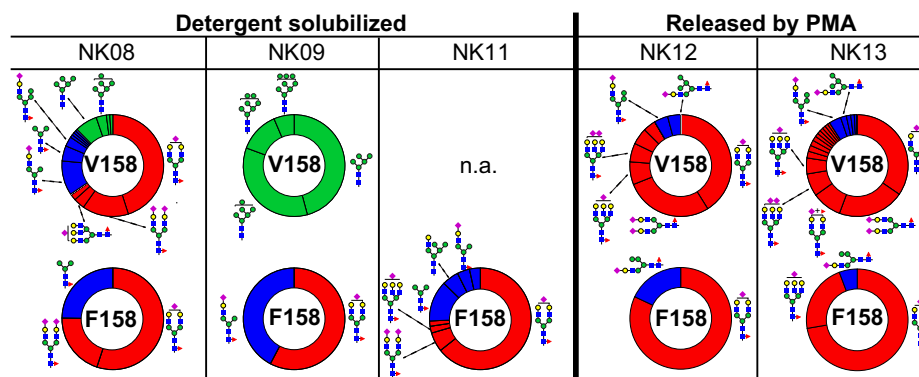 Detergent solubilized Released by PMA
NK08 NK09 NK11 NK12 NK13
V158 V158 n.a. V158 V158
F158 F158 F158 F158 F158